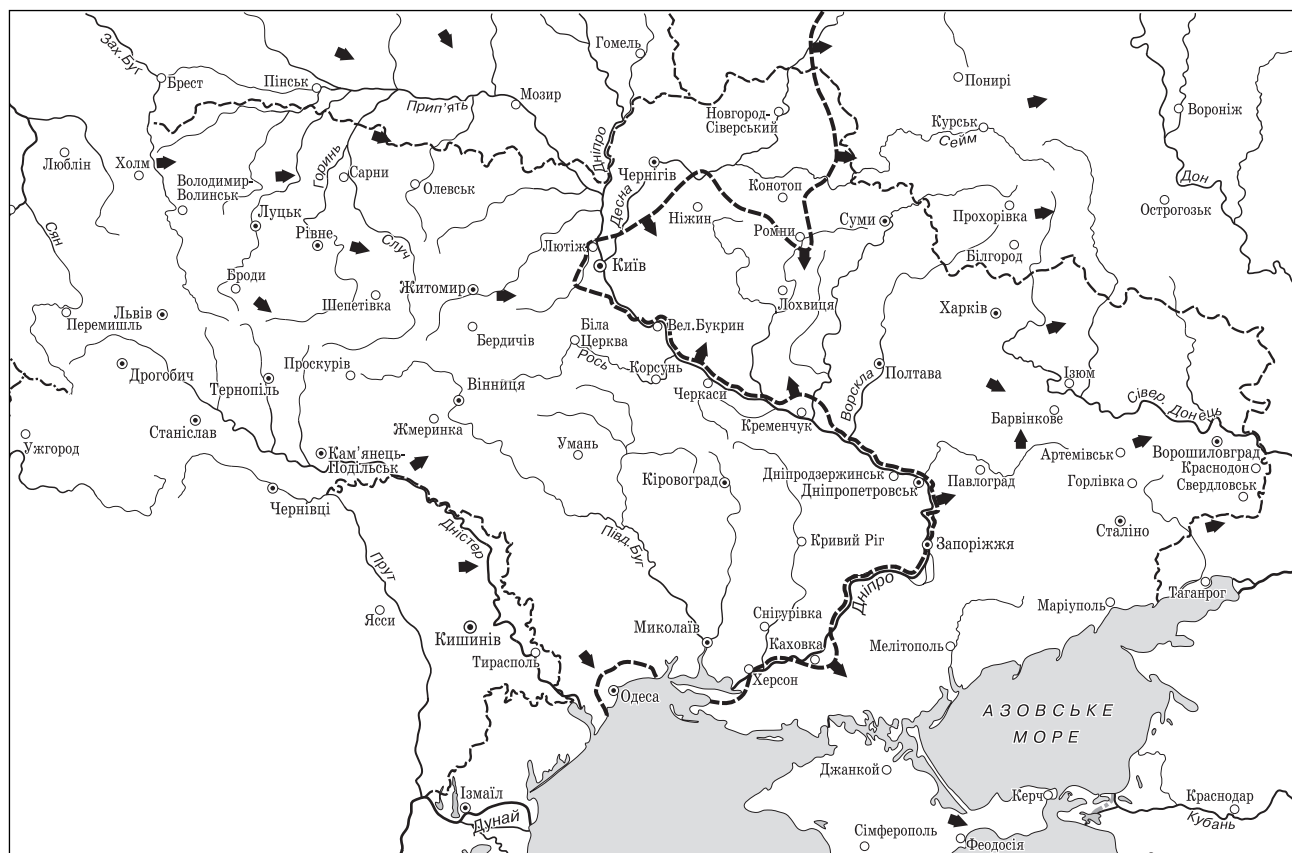 Зах.Буг
Брест
Пінськ
Прип'ять
Мозир
Гомель
Дніпро
Новгород-
Сіверський
Понирі
Курськ
Сейм
Вороніж
Дон
Острогозьк
Люблін
Холм
Володимир-
Волинськ
Луцьк
Горинь
Сарни
Олевськ
Чернігів
Десна
Ніжин
Конотоп
Ромни
Суми
Прохорівка
Білгород
Сян
Рівне
Случ
Лютіж
Київ
Броди
Шепетівка
Житомир
Лохвиця
Харків
Перемишль
Львів
Бердичів
Біла
Церква
Вел.Букрин
Рось
Корсунь
Дрогобич
Тернопіль
Проскурів
Вінниця
Черкаси
Ворскла
Полтава
Ізюм
Сівер. Донець
Барвінкове
Кременчук
Станіслав
Жмеринка
Умань
Ужгород
Кам'янець-
Подільськ
Артемівськ
Ворошиловград
Краснодон
Свердловськ
Горлівка
Кіровоград
Дніпродзержинськ
Дніпропетровськ
Павлоград
Чернівці
Дністер
Півд.Буг
Кривий Ріг
Запоріжжя
Сталіно
Прут
Дніпро
Ясси
Кишинів
Тирасполь
Миколаїв
Снігурівка
Каховка
Мелітополь
Маріуполь
Таганрог
Одеса
Херсон
АЗОВСЬКЕ
МОРЕ
Джанкой
Ізмаїл
Дунай
Керч
Краснодар
Кубань
Сімферополь
Феодосія